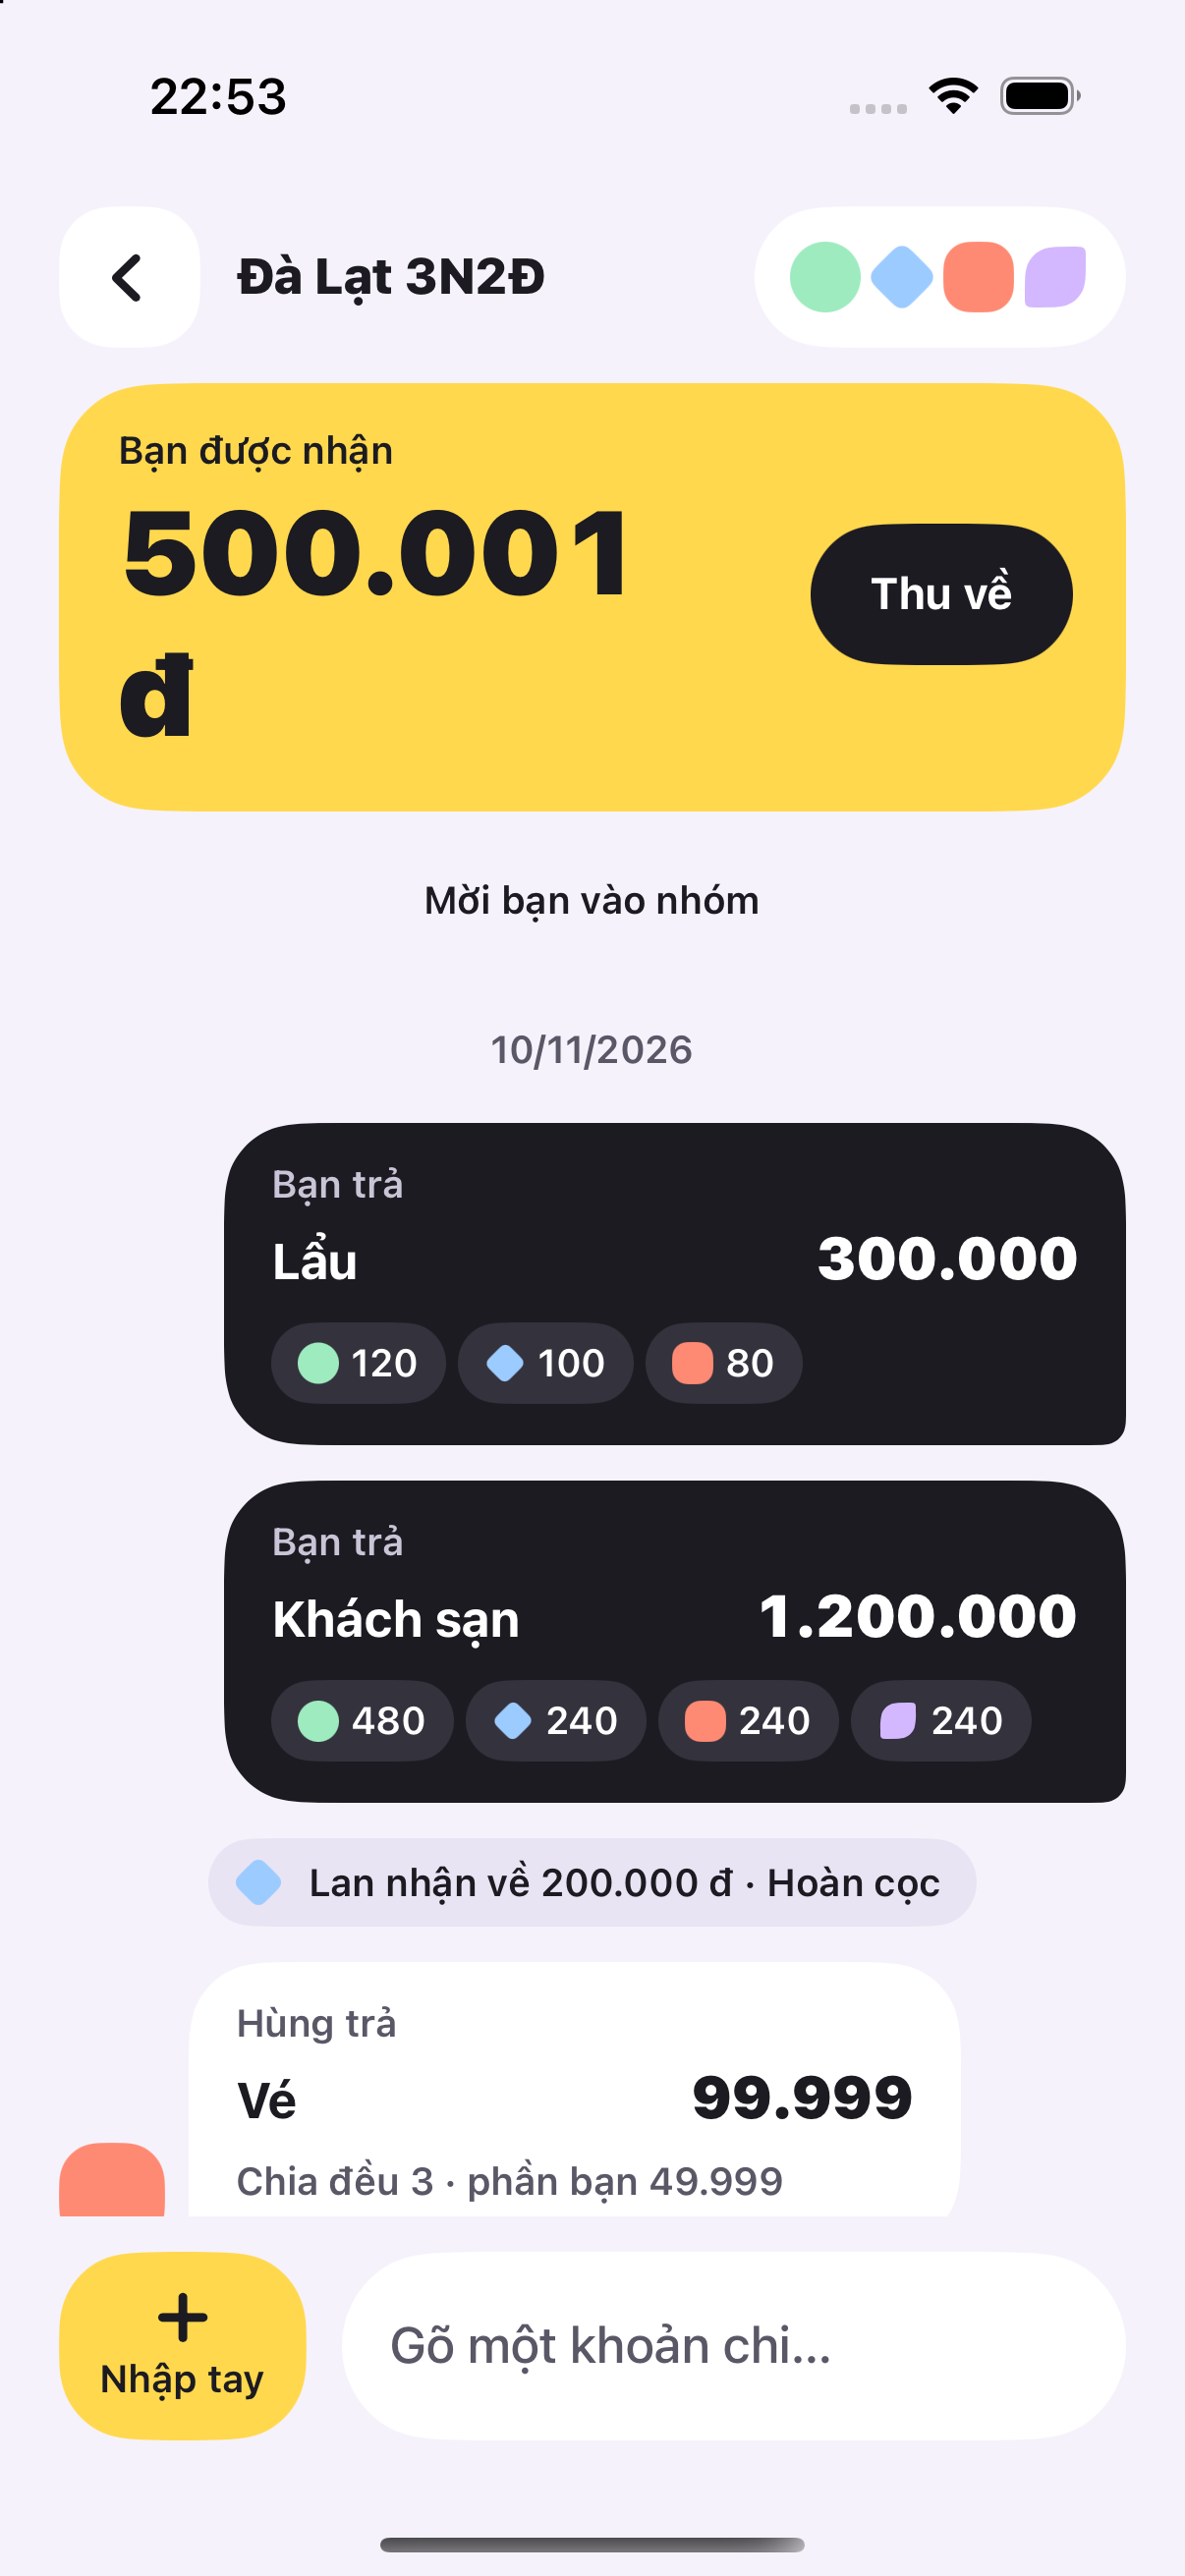 22:53
Đà Lạt 3N2Đ
Bạn được nhận
500.001
đ
Thu về
Mời bạn vào nhóm
10/11/2026
Bạn trả
Lẩu 300.000
120 100 80
Bạn trả
Khách sạn 1.200.000
480 240 240 240
Lan nhận về 200.000 đ · Hoàn cọc
Hùng trả
Vé 99.999
Chia đều 3 · phần bạn 49.999
Nhập tay
Gõ một khoản chi...